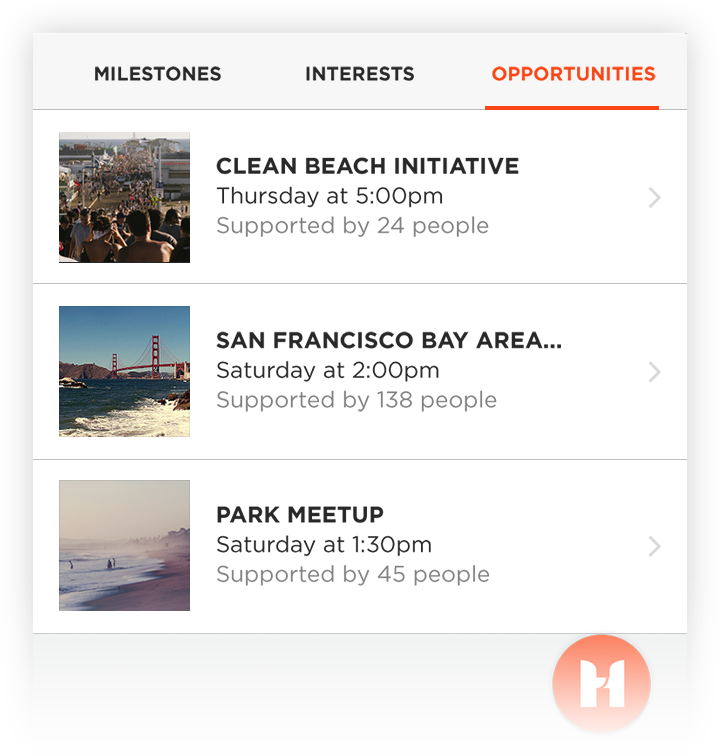 MILESTONES INTERESTS OPPORTUNITIES
CLEAN BEACH INITIATIVE
Thursday at 5:00pm
Supported by 24 people
SAN FRANCISCO BAY AREA...
Saturday at 2:00pm
Supported by 138 people
PARK MEETUP
Saturday at 1:30pm
Supported by 45 people
H